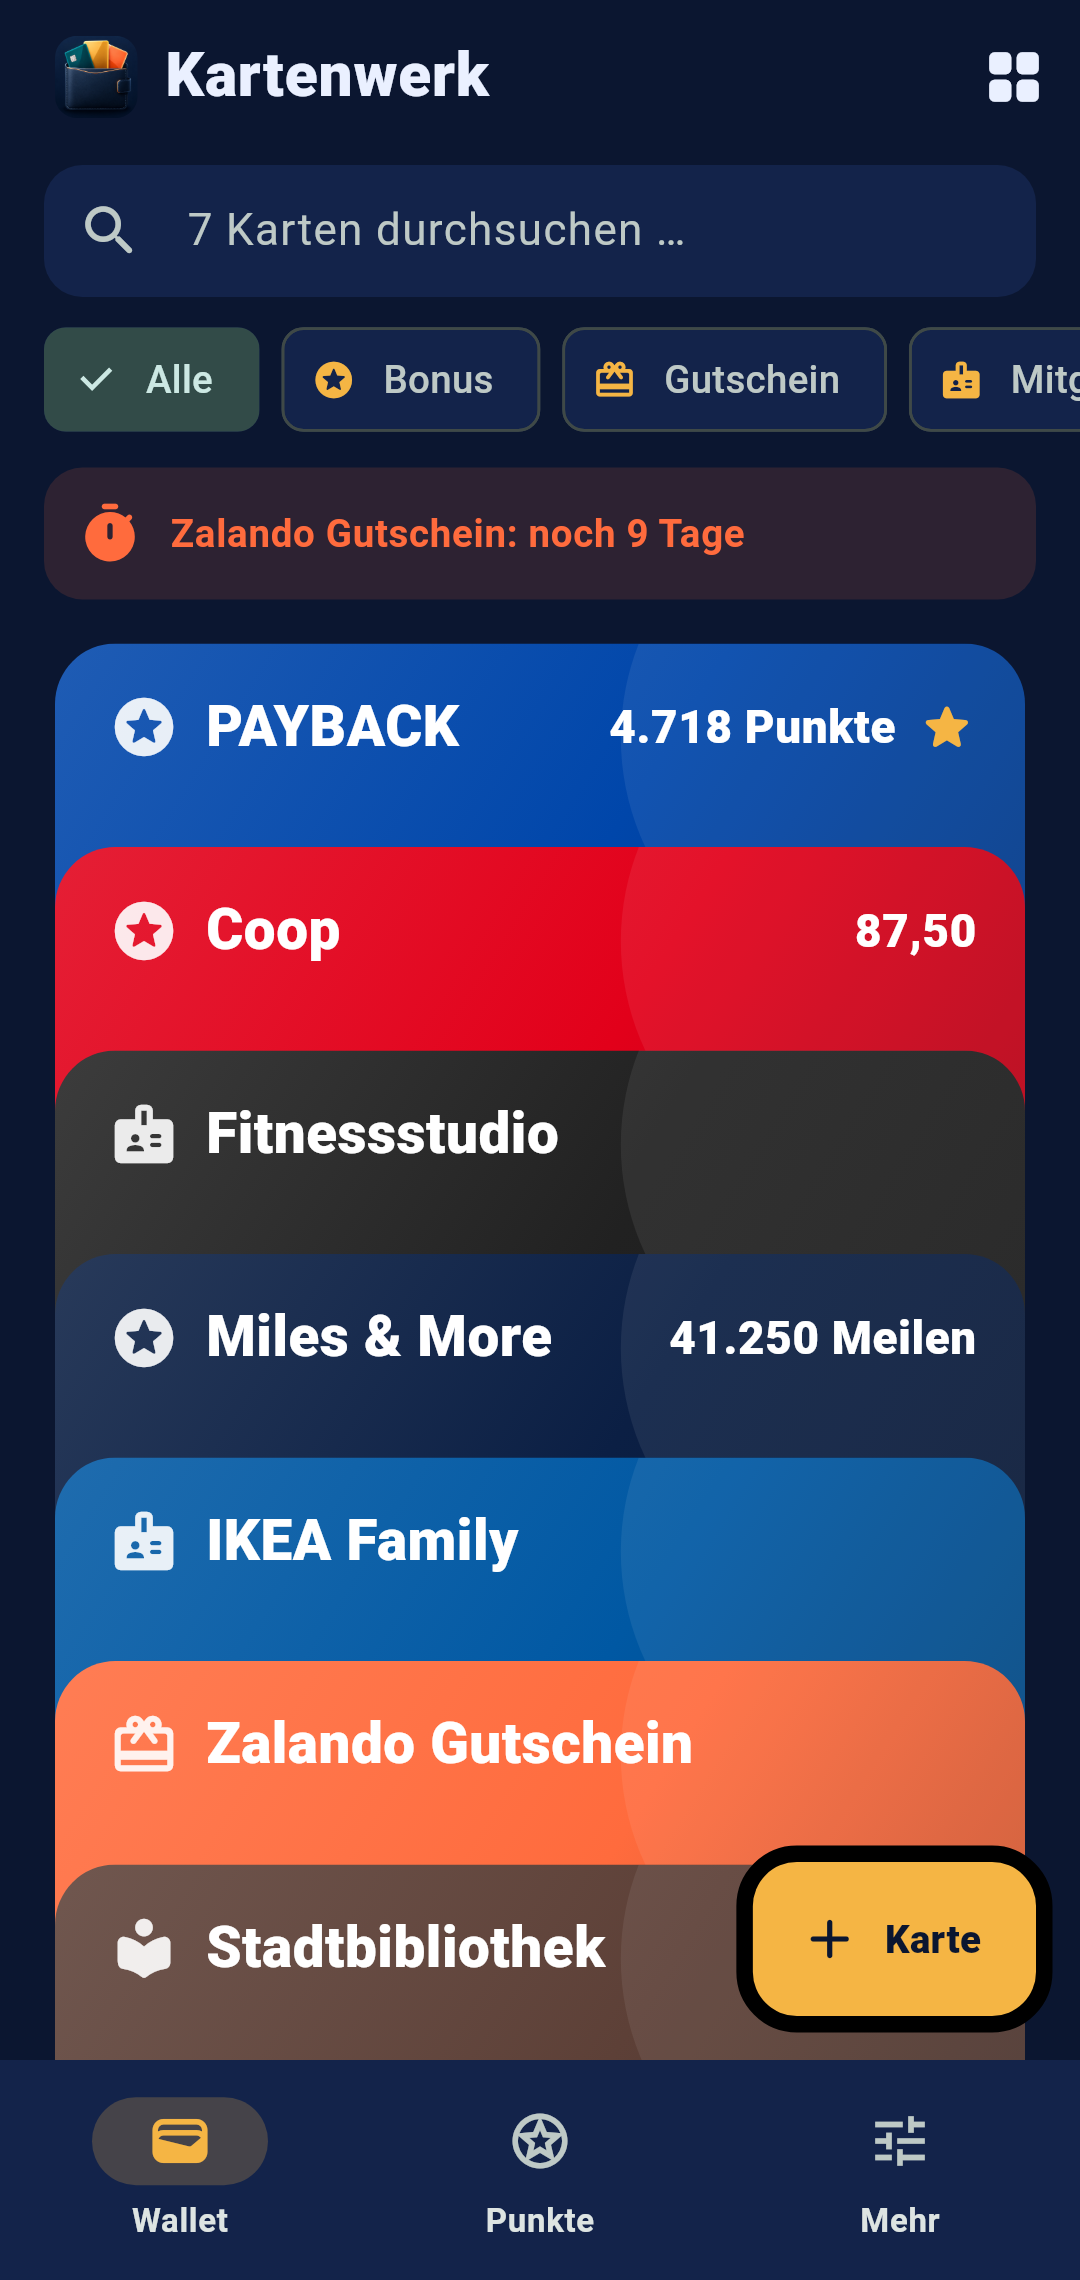 Kartenwerk
7 Karten durchsuchen …
Alle
Bonus
Gutschein
Mitg
Zalando Gutschein: noch 9 Tage
PAYBACK
4.718 Punkte
Coop
87,50
Fitnessstudio
Miles & More
41.250 Meilen
IKEA Family
Zalando Gutschein
Stadtbibliothek
Karte
Wallet
Punkte
Mehr